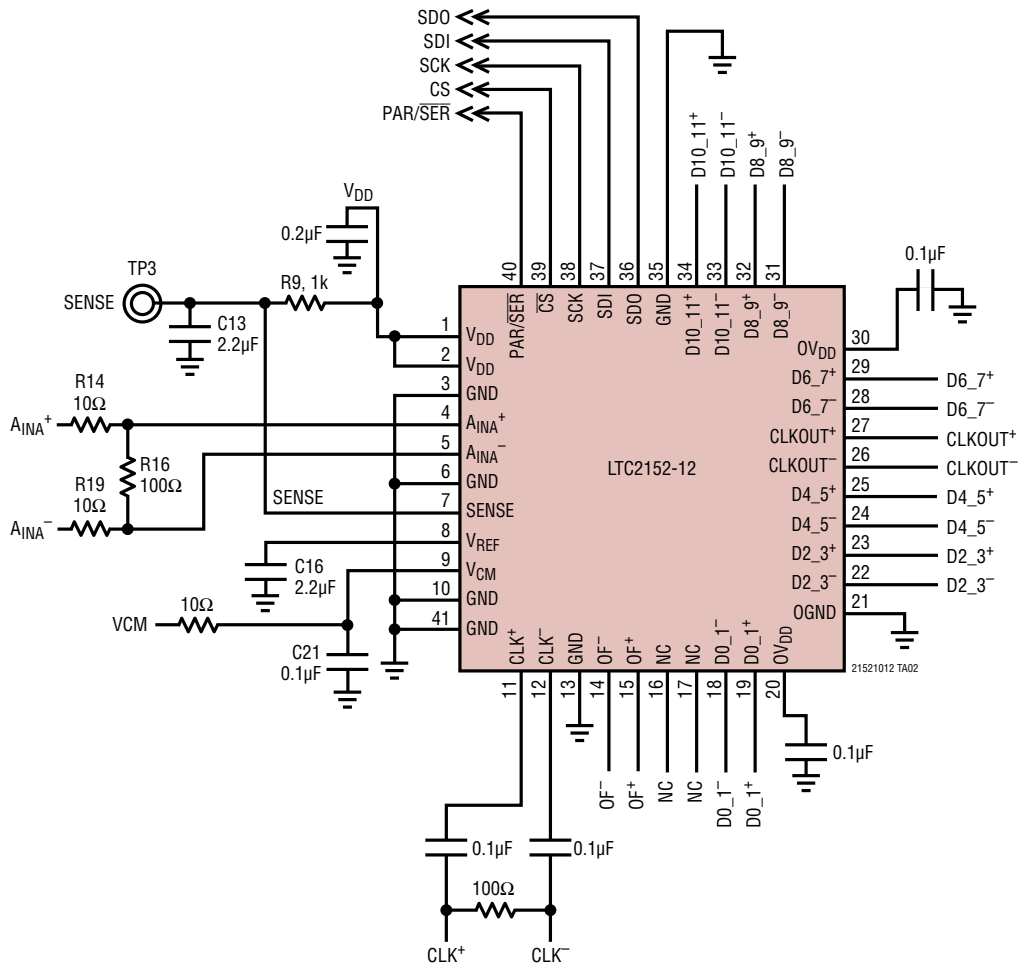 SDO
SDI
SCK
CS
PAR/SER
D10_11+
D10_11−
D8_9+
D8_9−
VDD
0.2µF
0.1µF
TP3
SENSE
R9, 1k
C13
2.2µF
40
39
38
37
36
35
34
33
32
31
PAR/SER
CS
SCK
SDI
SDO
GND
D10_11+
D10_11−
D8_9+
D8_9−
1
VDD
2
VDD
3
GND
4
AINA+
5
AINA−
6
GND
7
SENSE
8
VREF
9
VCM
10
GND
41
GND
R14
10Ω
AINA+
R16
100Ω
R19
10Ω
AINA−
SENSE
C16
2.2µF
10Ω
VCM
C21
0.1µF
LTC2152-12
OVDD
30
D6_7+
29
D6_7+
D6_7−
28
D6_7−
CLKOUT+
27
CLKOUT+
CLKOUT−
26
CLKOUT−
D4_5+
25
D4_5+
D4_5−
24
D4_5−
D2_3+
23
D2_3+
D2_3−
22
D2_3−
OGND
21
CLK+
CLK−
GND
OF−
OF+
NC
NC
D0_1−
D0_1+
OVDD
21521012 TA02
11
12
13
14
15
16
17
18
19
20
0.1µF
OF−
OF+
NC
NC
D0_1−
D0_1+
0.1µF
0.1µF
100Ω
CLK+
CLK−